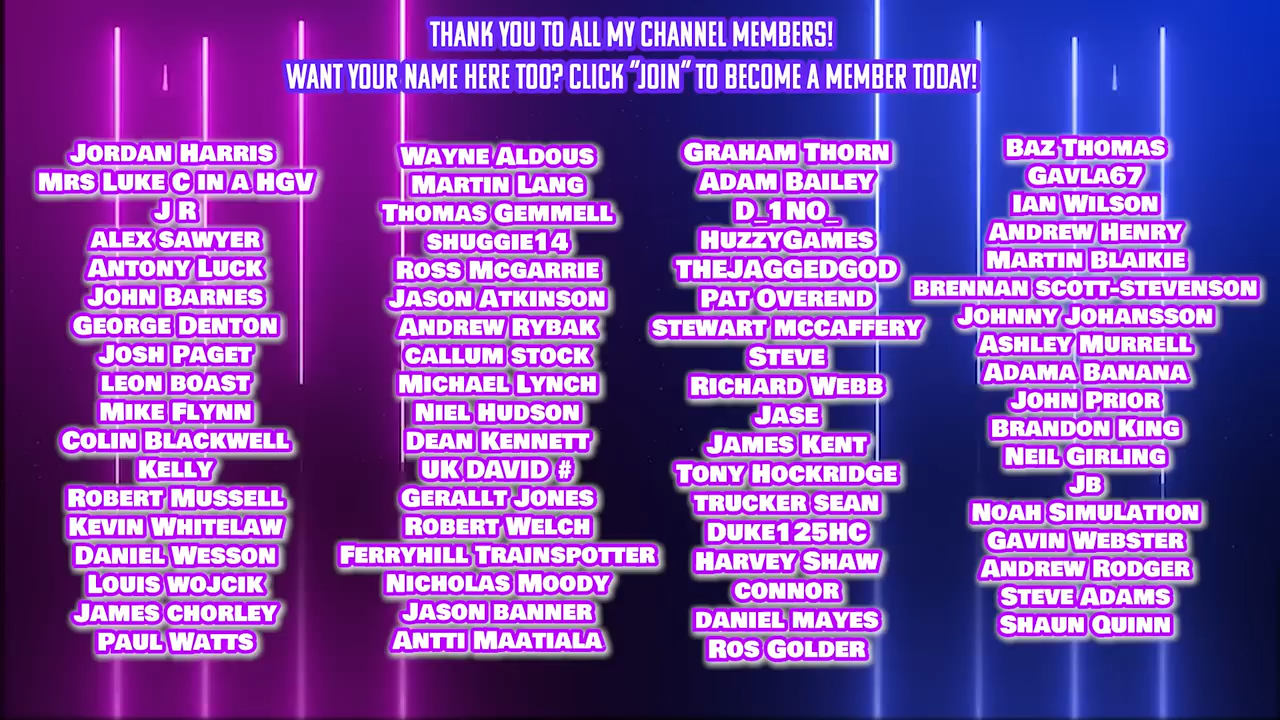 THANK YOU TO ALL MY CHANNEL MEMBERS!
WANT YOUR NAME HERE TOO? CLICK "JOIN" TO BECOME A MEMBER TODAY!
Jordan Harris
Mrs Luke C in a HGV
J R
alex sawyer
Antony Luck
John Barnes
George Denton
Josh Paget
leon boast
Mike Flynn
Colin Blackwell
Kelly
Robert Mussell
Kevin Whitelaw
Daniel Wesson
Louis wojcik
James chorley
Paul Watts
Wayne Aldous
Martin Lang
Thomas Gemmell
shuggie14
Ross McGarrie
Jason Atkinson
Andrew Rybak
callum stock
Michael Lynch
Niel Hudson
Dean Kennett
UK DAVID #
Gerallt Jones
Robert Welch
Ferryhill Trainspotter
Nicholas Moody
Jason banner
Antti Maatiala
Graham Thorn
Adam Bailey
D_1NO_
HuzzyGames
THEJAGGEDGOD
Pat Overend
stewart mccaffery
Steve
Richard Webb
Jase
James Kent
Tony Hockridge
trucker sean
Duke125HC
Harvey Shaw
connor
daniel mayes
Ros Golder
Baz Thomas
gavla67
Ian Wilson
Andrew Henry
Martin Blaikie
brennan scott-stevenson
Johnny Johansson
Ashley Murrell
Adama Banana
John Prior
Brandon King
Neil Girling
Jb
Noah Simulation
Gavin Webster
Andrew Rodger
Steve Adams
Shaun Quinn